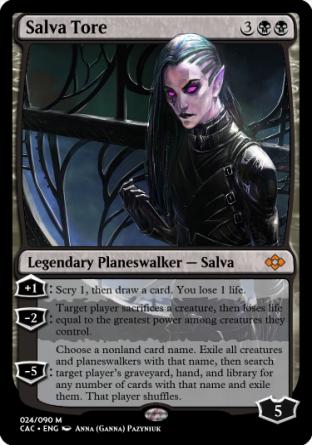 Salva Tore 3
Legendary Planeswalker — Salva
+1: Scry 1, then draw a card. You lose 1 life.
Target player sacrifices a creature, then loses life
-2: equal to the greatest power among creatures they
control.
Choose a nonland card name. Exile all creatures
and planeswalkers with that name, then search
-5: target player's graveyard, hand, and library for
any number of cards with that name and exile
them. That player shuffles.
5
024/090 M
CAC • ENG Anna (Ganna) Pazyniuk